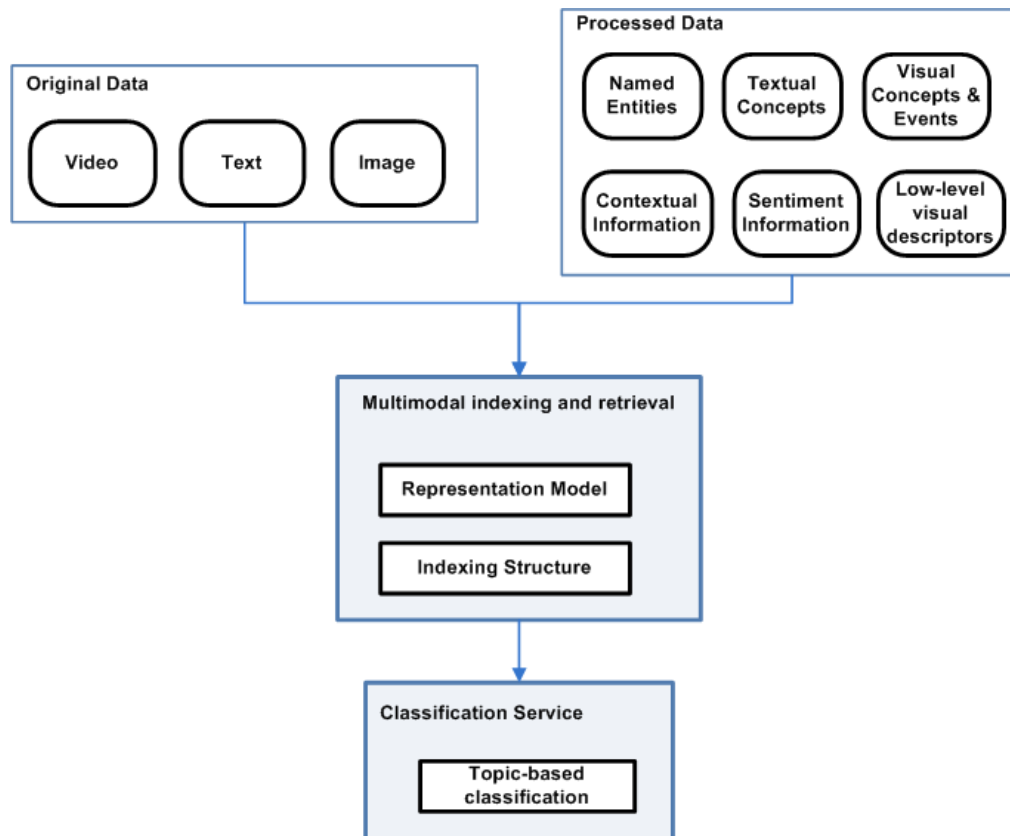 Processed Data
Named
Entities
Textual
Concepts
Visual
Concepts &
Events
Contextual
Information
Sentiment
Information
Low-level
visual
descriptors
Original Data
Video
Text
Image
Multimodal indexing and retrieval
Representation Model
Indexing Structure
Classification Service
Topic-based
classification